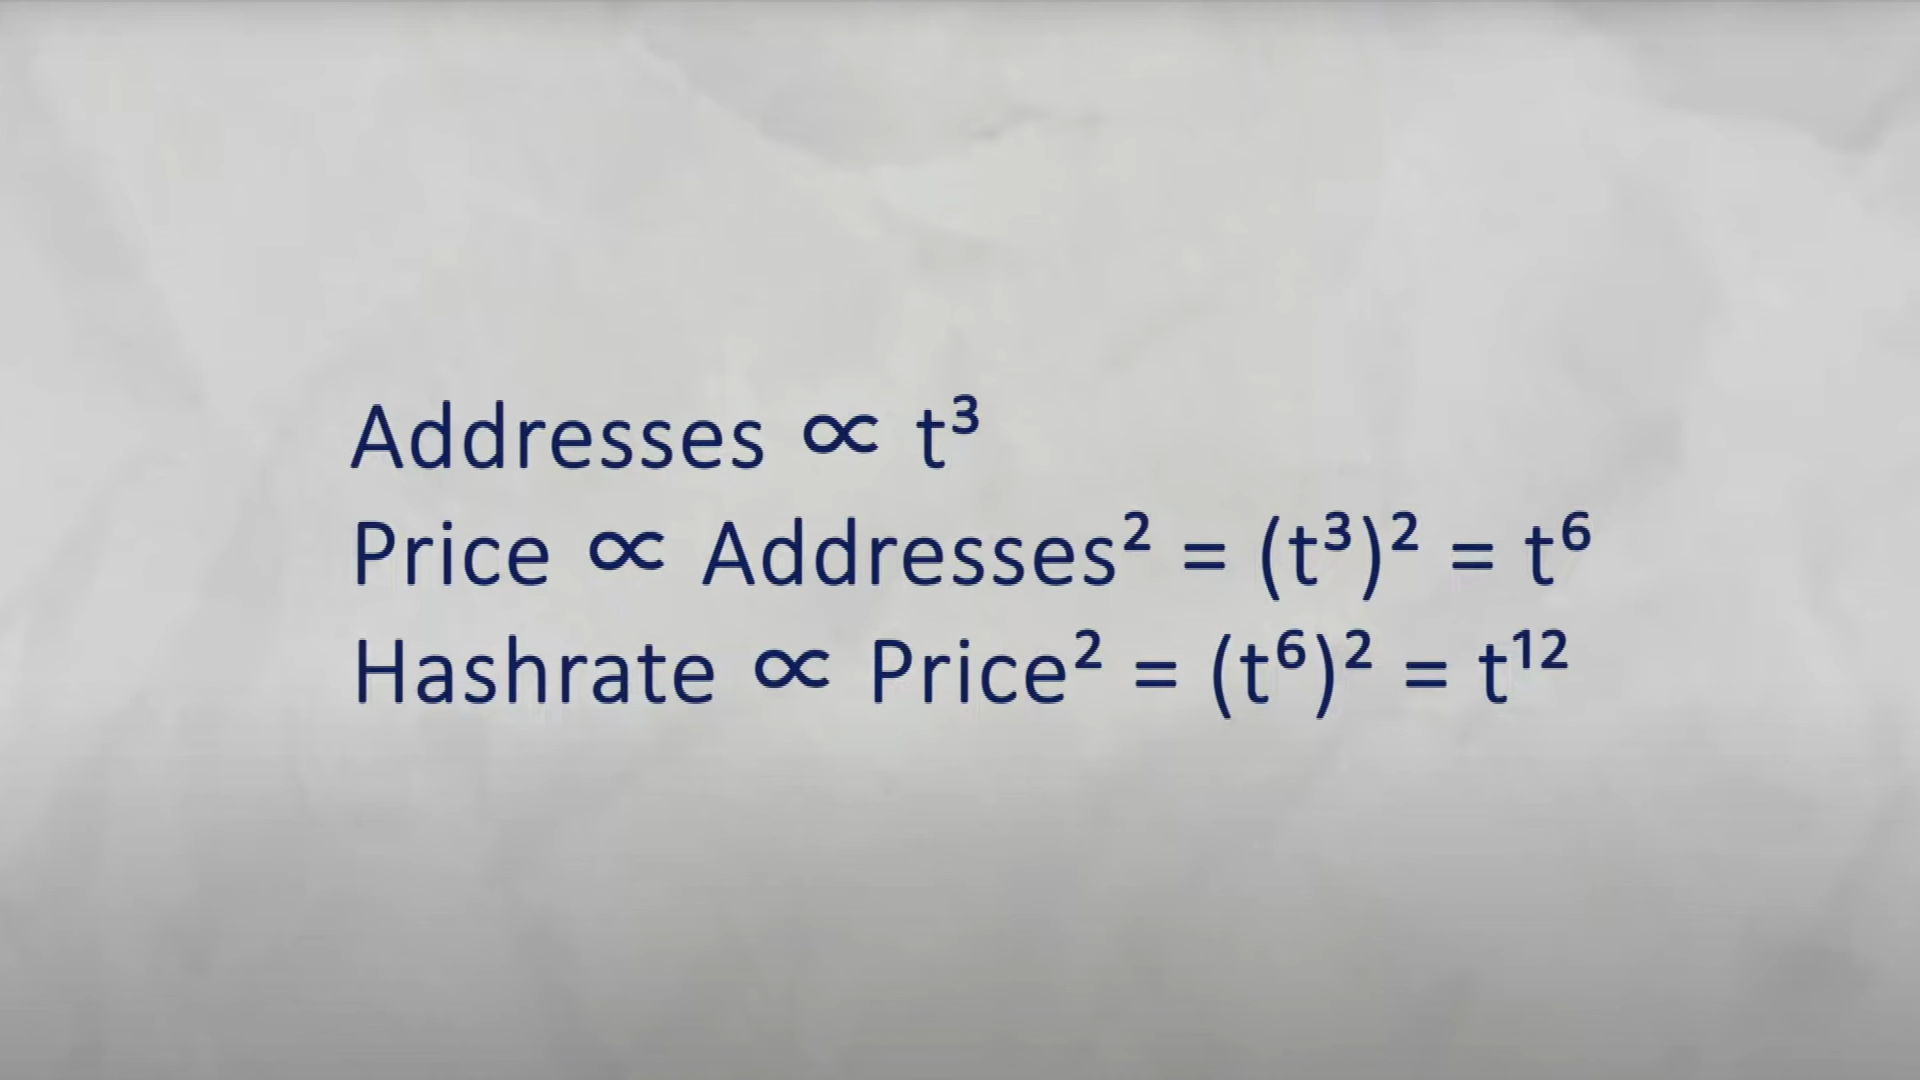 Addresses ∝ t³
Price ∝ Addresses² = (t³)² = t⁶
Hashrate ∝ Price² = (t⁶)² = t¹²